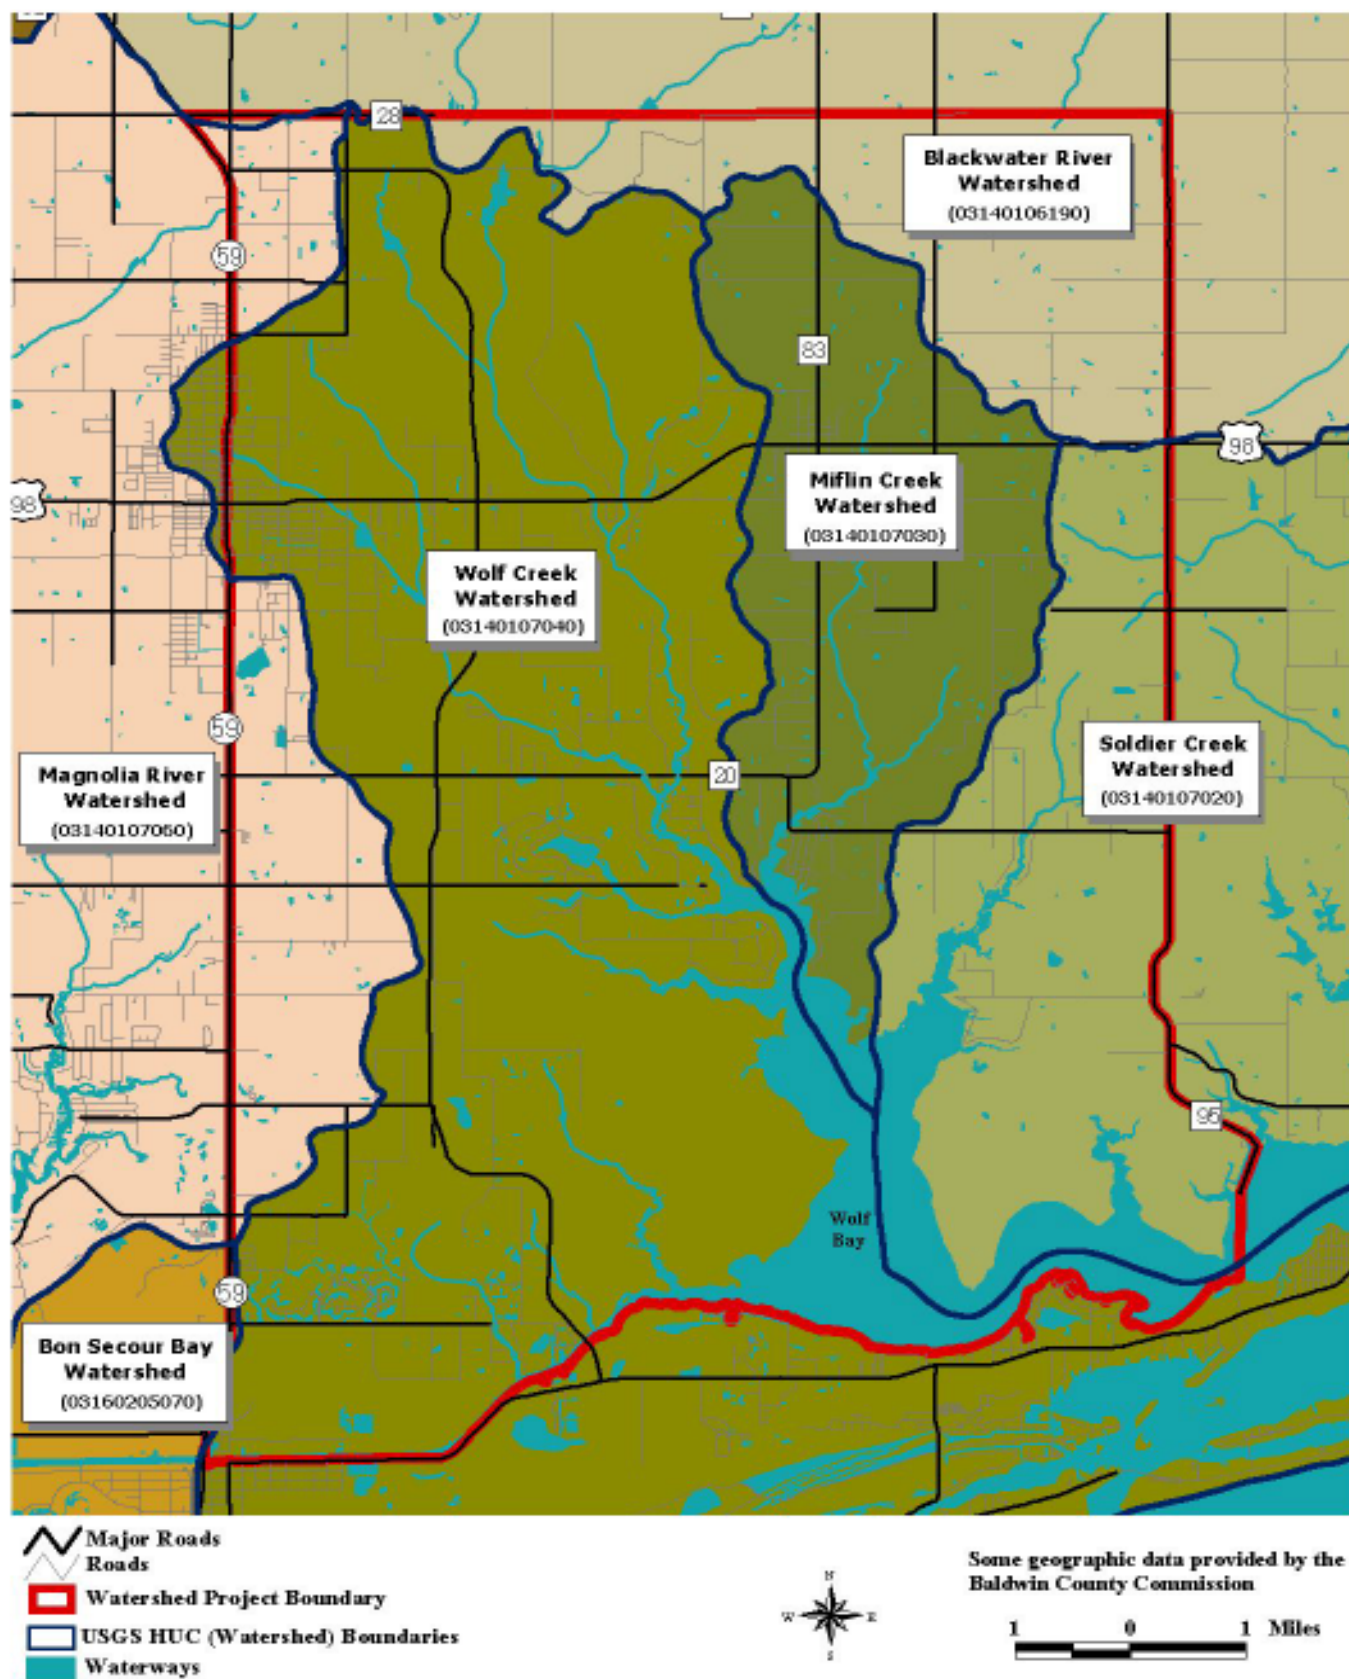 28
Blackwater River
Watershed
(03140106190)
59
83
98
98
Miflin Creek
Watershed
(03140107030)
Wolf Creek
Watershed
(03140107040)
59
Soldier Creek
Watershed
(03140107020)
Magnolia River
Watershed
(03140107060)
20
95
Wolf
Bay
59
Bon Secour Bay
Watershed
(03160205070)
Major Roads
Roads
Watershed Project Boundary
USGS HUC (Watershed) Boundaries
Waterways
N
W
E
S
Some geographic data provided by the
Baldwin County Commission
1 0 1 Miles